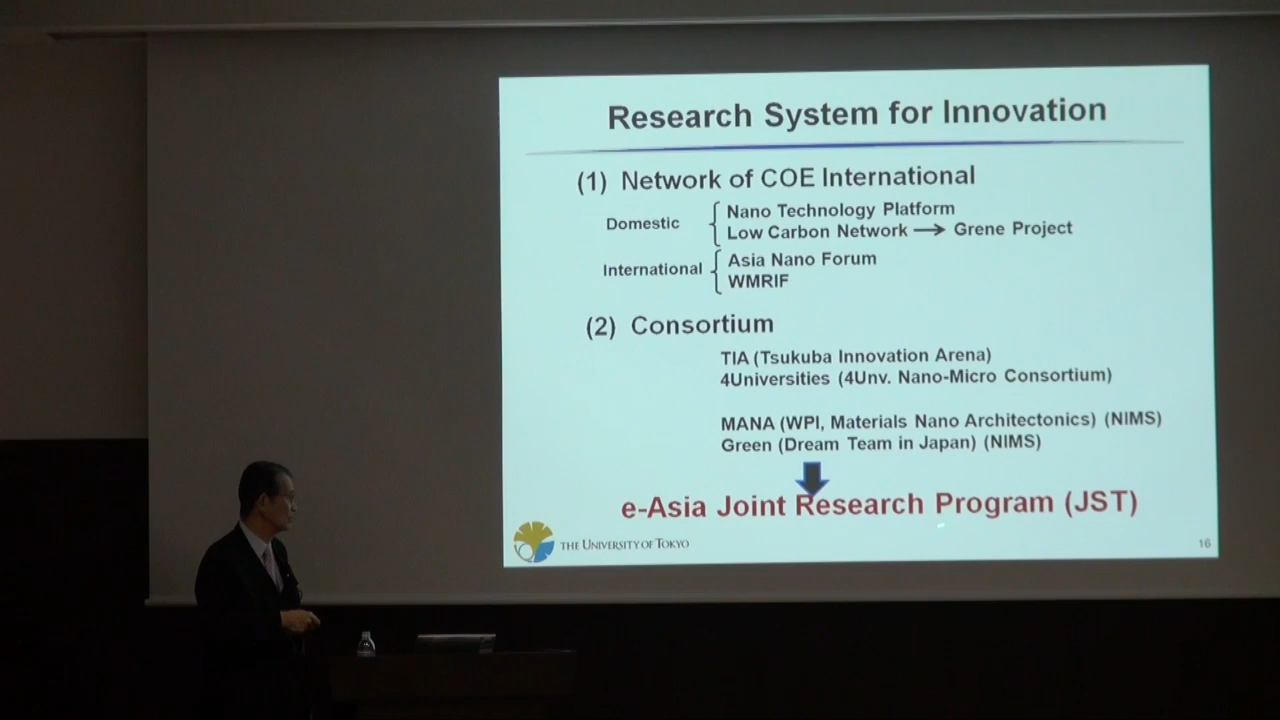 Research System for Innovation
(1) Network of COE International
Domestic
Nano Technology Platform
Low Carbon Network → Grene Project
International
Asia Nano Forum
WMRIF
(2) Consortium
TIA (Tsukuba Innovation Arena)
4Universities (4Unv. Nano-Micro Consortium)
MANA (WPI, Materials Nano Architectonics) (NIMS)
Green (Dream Team in Japan) (NIMS)
e-Asia Joint Research Program (JST)
THE UNIVERSITY OF TOKYO
16